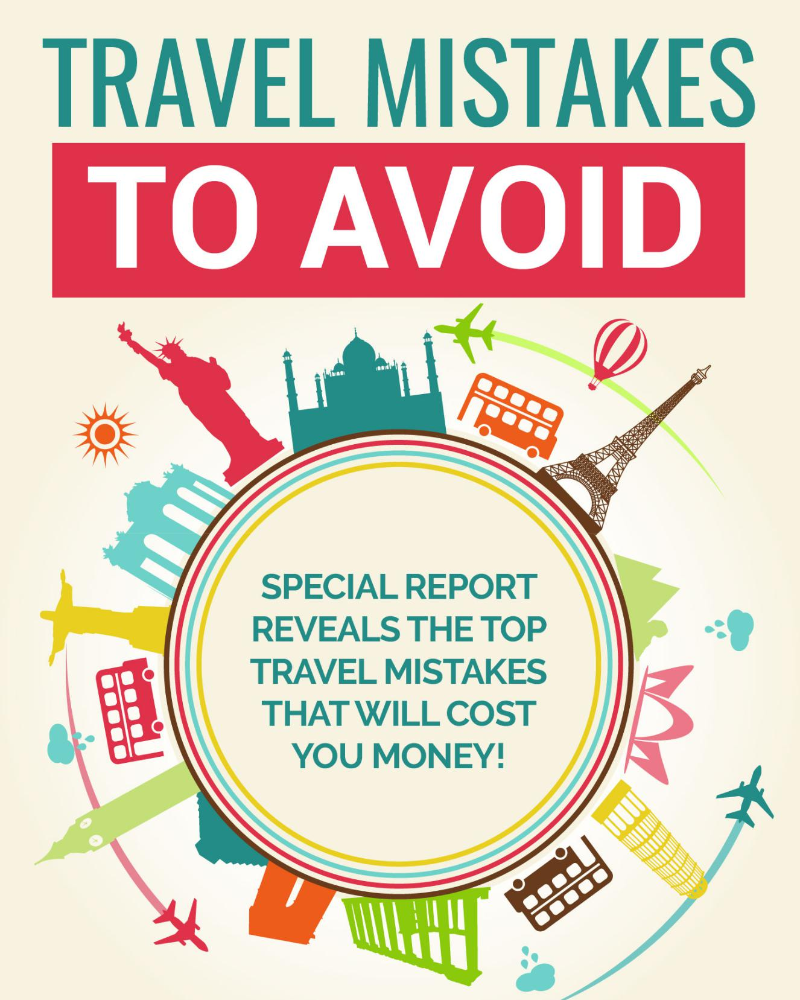 TRAVEL MISTAKES
TO AVOID
SPECIAL REPORT
REVEALS THE TOP
TRAVEL MISTAKES
THAT WILL COST
YOU MONEY!